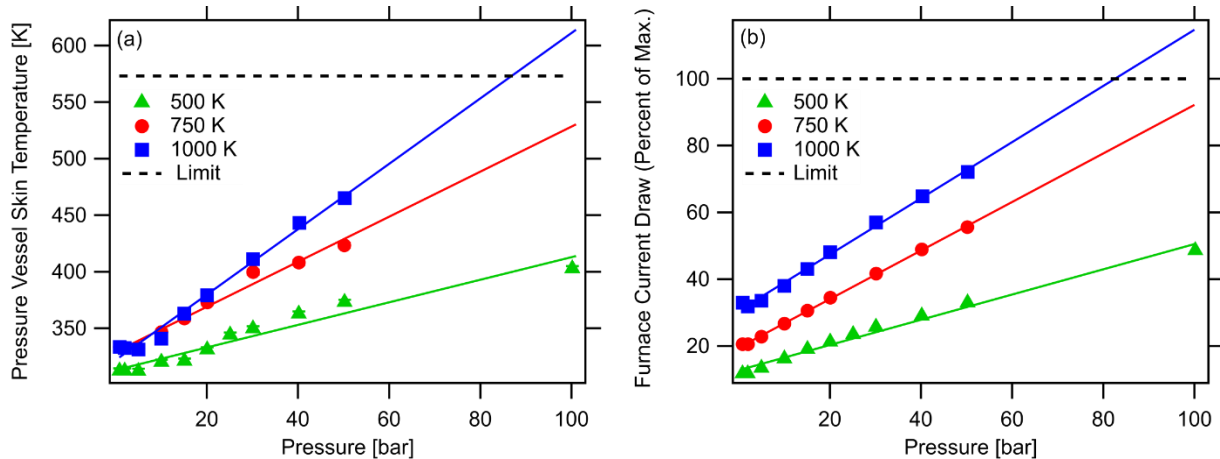 (a)
Pressure Vessel Skin Temperature [K]
600
550
500
450
400
350
500 K
750 K
1000 K
Limit
20
40
60
80
100
Pressure [bar]
(b)
Furnace Current Draw (Percent of Max.)
100
80
60
40
20
500 K
750 K
1000 K
Limit
20
40
60
80
100
Pressure [bar]